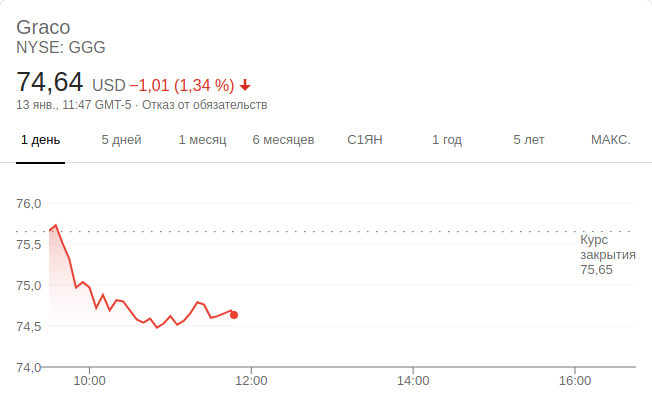 Graco
NYSE: GGG
74,64 USD −1,01 (1,34 %)
13 янв., 11:47 GMT-5 · Отказ от обязательств
1 день 5 дней 1 месяц 6 месяцев С1ЯН 1 год 5 лет МАКС.
76,0
75,5
75,0
74,5
74,0
Курс
закрытия
75,65
10:00 12:00 14:00 16:00